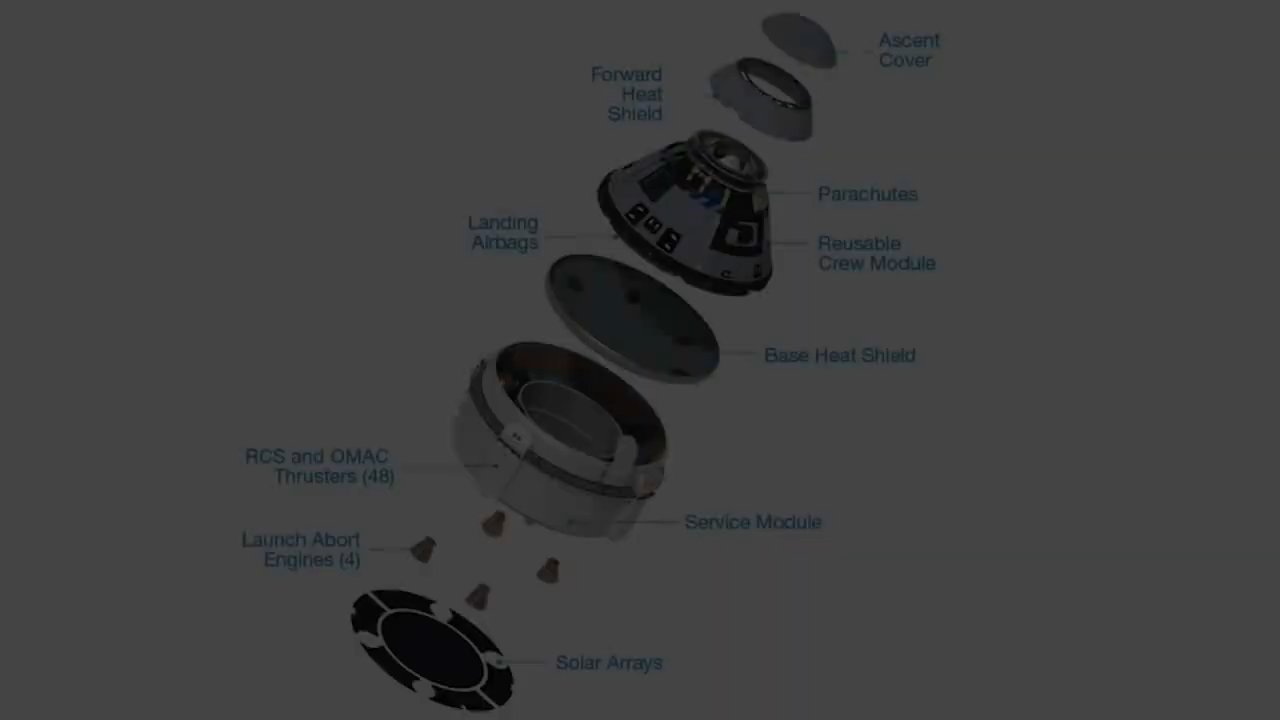 Ascent
Cover
Forward
Heat
Shield
Parachutes
Landing
Airbags
Reusable
Crew Module
Base Heat Shield
RCS and OMAC
Thrusters (48)
Service Module
Launch Abort
Engines (4)
Solar Arrays